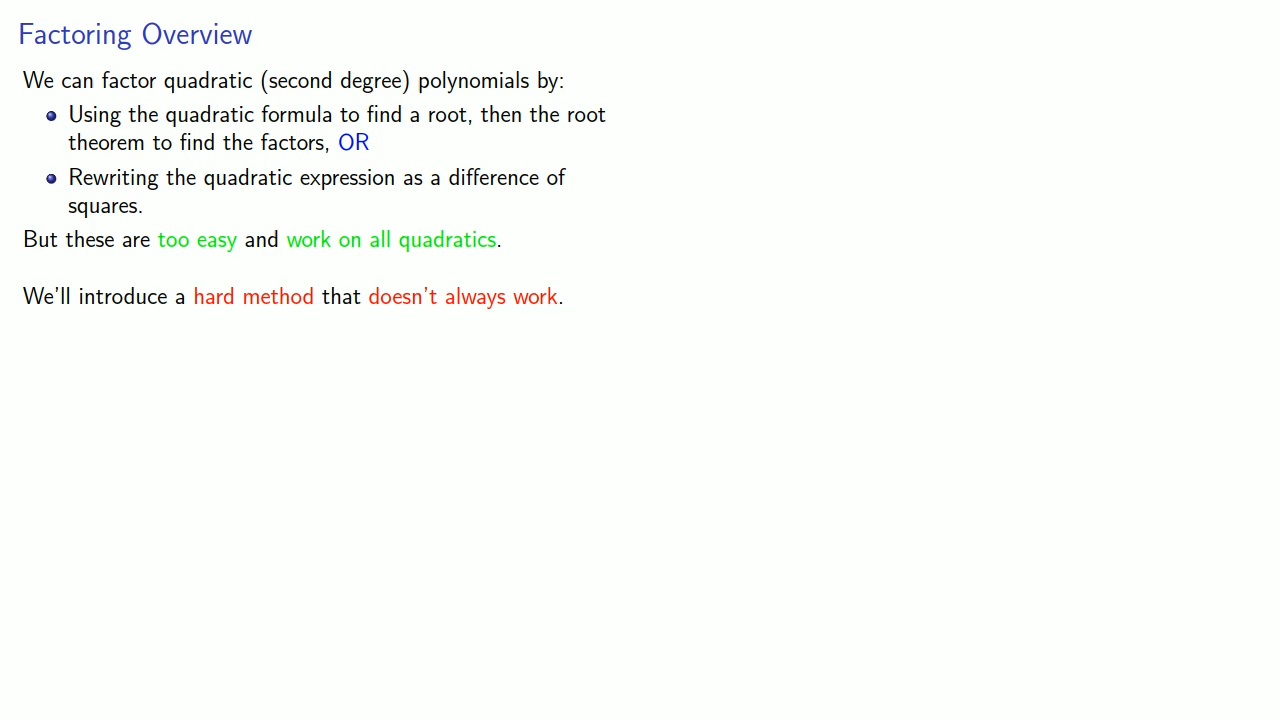 Factoring Overview
We can factor quadratic (second degree) polynomials by:
Using the quadratic formula to find a root, then the root
theorem to find the factors, OR
Rewriting the quadratic expression as a difference of
squares.
But these are too easy and work on all quadratics.
We'll introduce a hard method that doesn't always work.